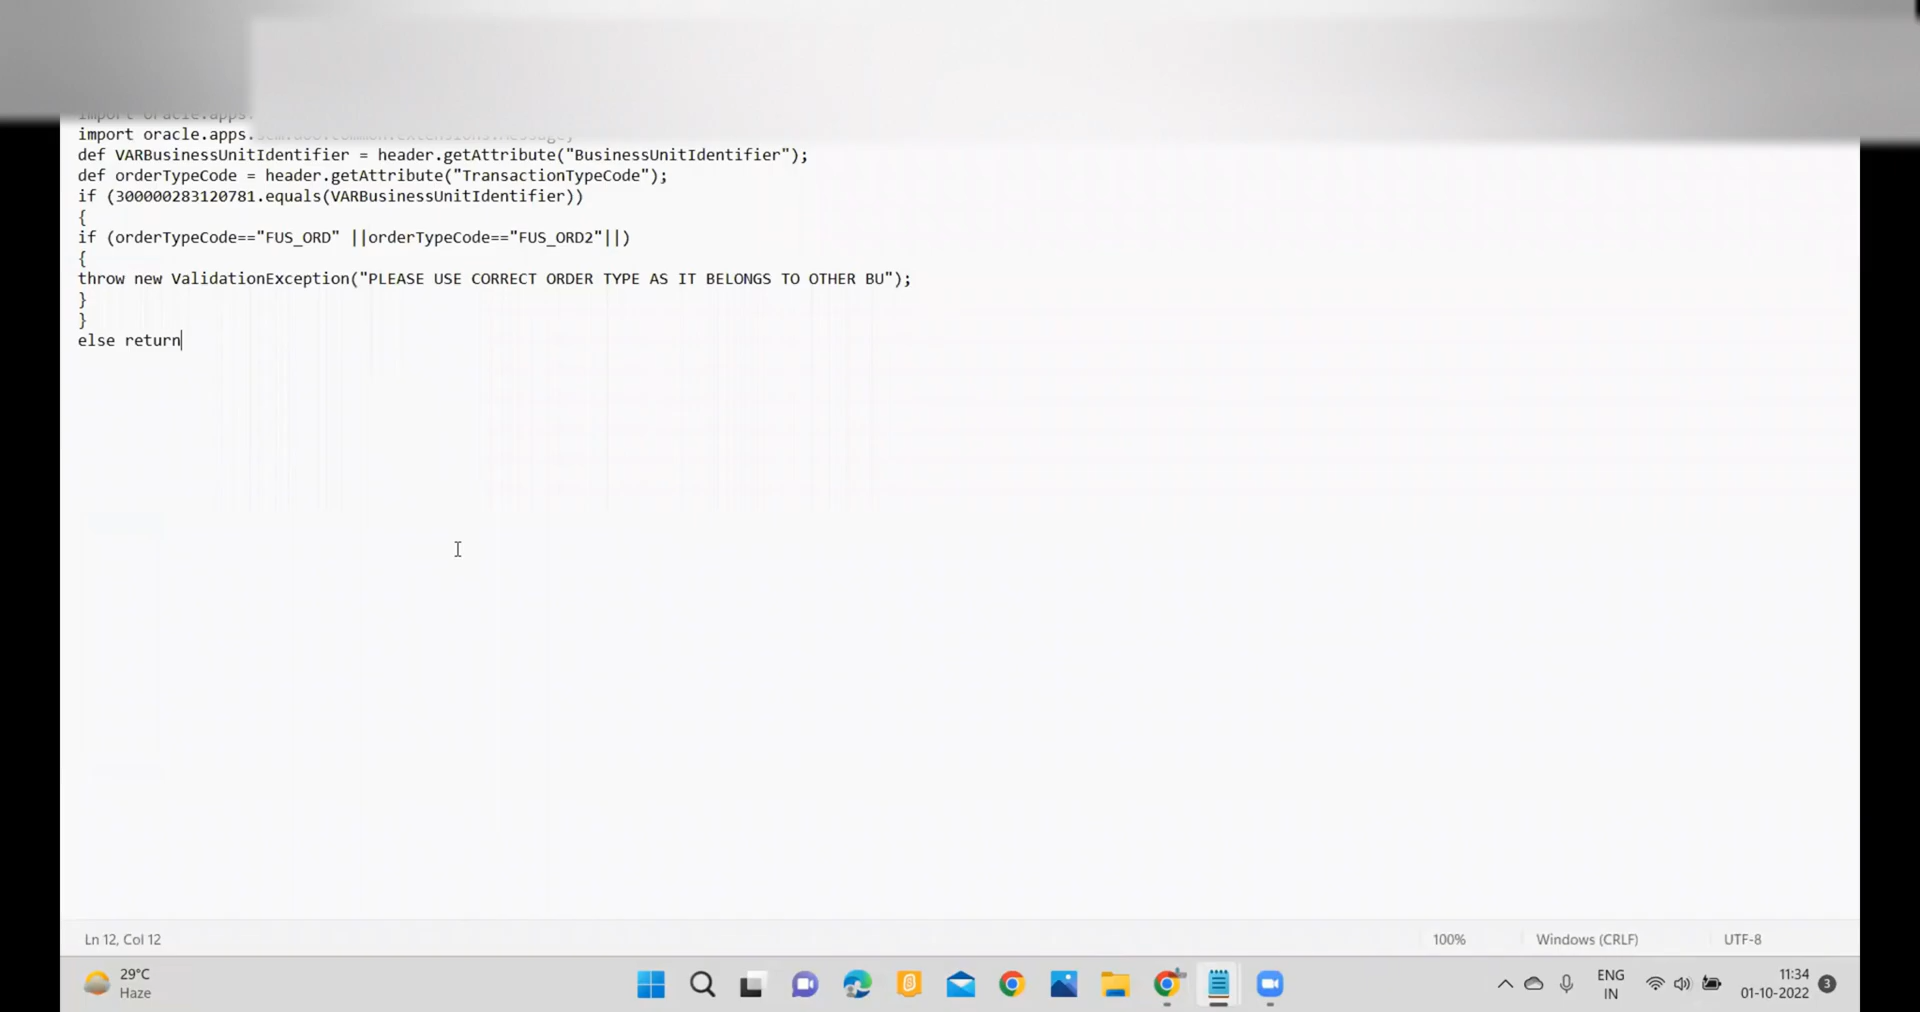 import oracle.apps.
import oracle.apps.
def VARBusinessUnitIdentifier = header.getAttribute("BusinessUnitIdentifier");
def orderTypeCode = header.getAttribute("TransactionTypeCode");
if (300000283120781.equals(VARBusinessUnitIdentifier))
{
if (orderTypeCode=="FUS_ORD" ||orderTypeCode=="FUS_ORD2"||)
{
throw new ValidationException("PLEASE USE CORRECT ORDER TYPE AS IT BELONGS TO OTHER BU");
}
}
else return
Ln 12, Col 12
100%
Windows (CRLF)
UTF-8
29°C
Haze
ENG
IN
11:34
01-10-2022
3